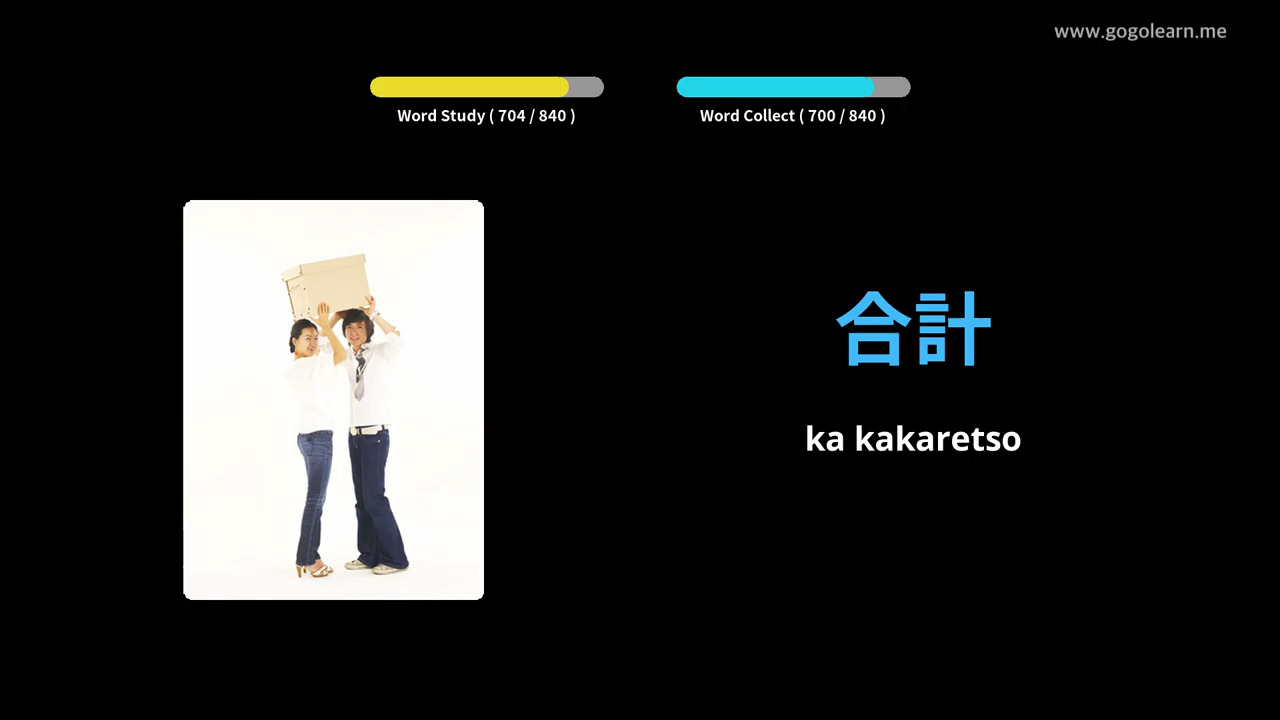 www.gogolearn.me
Word Study ( 704 / 840 )
Word Collect ( 700 / 840 )
合計
ka kakaretso